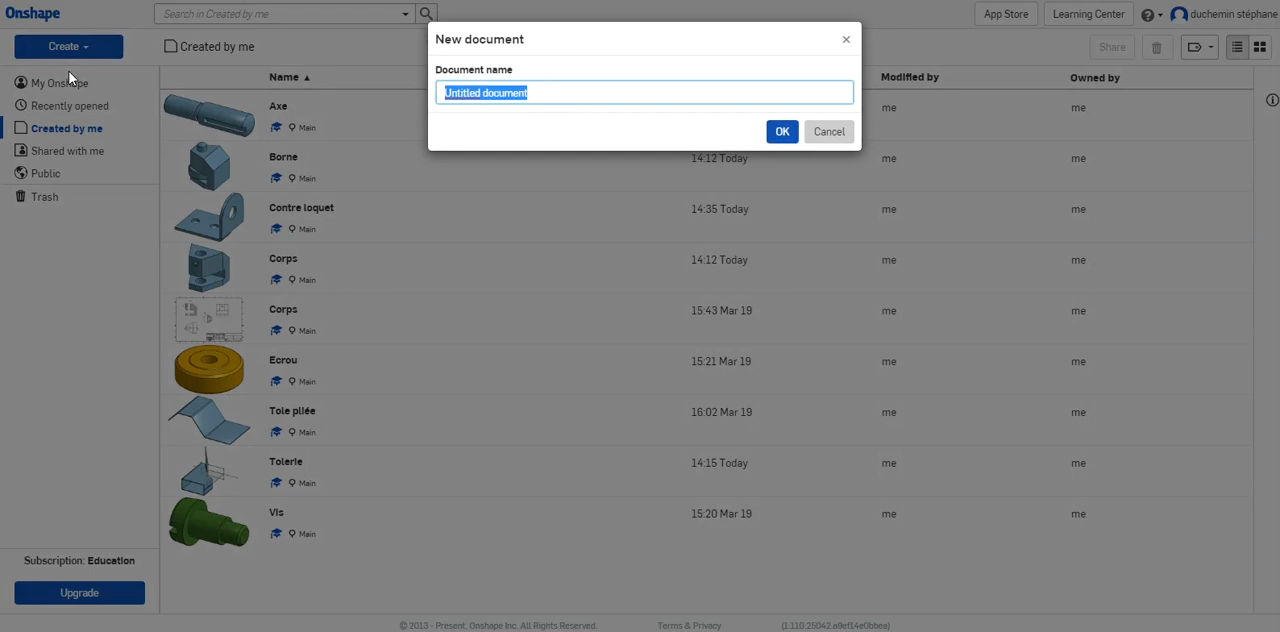 Onshape
Search in Created by me
App Store
Learning Center
duchemin stéphane
Create
Created by me
Share
New document
×
Document name
Untitled document
OK
Cancel
My Onshape
Recently opened
Created by me
Shared with me
Public
Trash
Name
Modified by
Owned by
Axe
Main
me
me
Borne
Main
14:12 Today
me
me
Contre loquet
Main
14:35 Today
me
me
Corps
Main
14:12 Today
me
me
Corps
Main
15:43 Mar 19
me
me
Ecrou
Main
15:21 Mar 19
me
me
Tole pliée
Main
16:02 Mar 19
me
me
Tolerie
Main
14:15 Today
me
me
Vis
Main
15:20 Mar 19
me
me
Subscription: Education
Upgrade
© 2013 - Present, Onshape Inc. All Rights Reserved.
Terms & Privacy
(1.110.25042.a9ef14e0bbea)